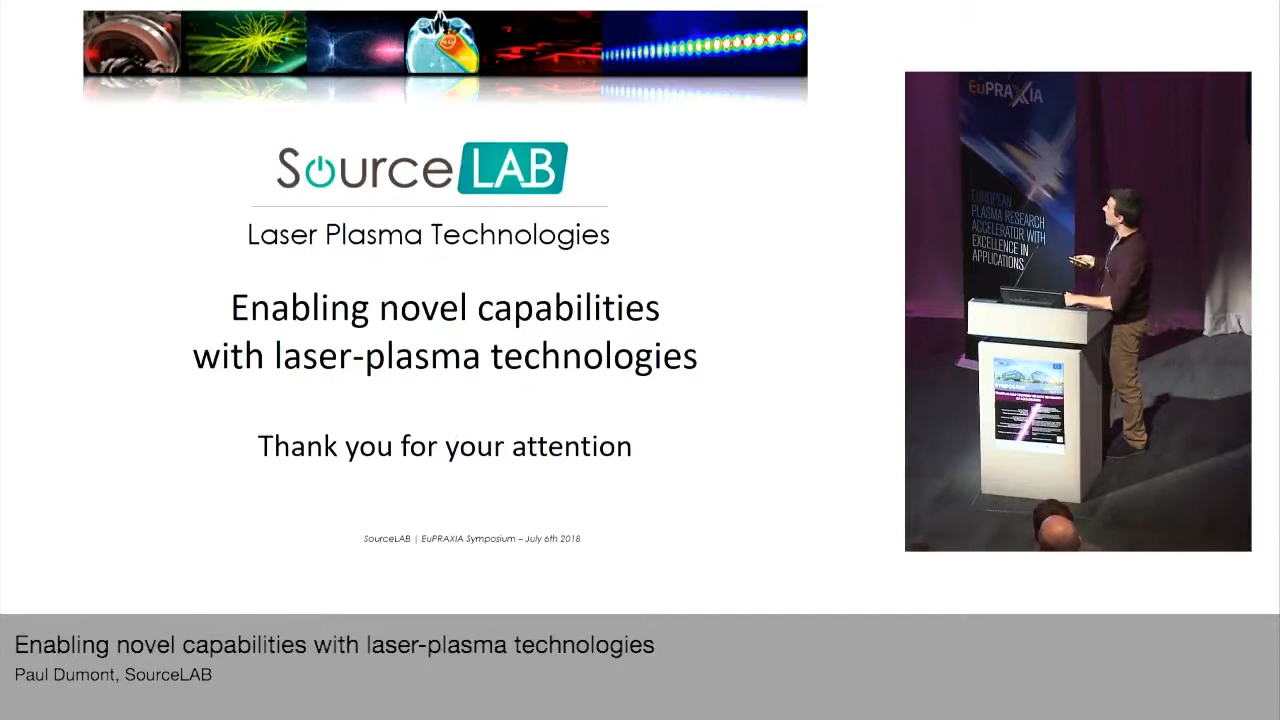 SourceLAB
Laser Plasma Technologies
Enabling novel capabilities
with laser-plasma technologies
Thank you for your attention
SourceLAB | EuPRAXIA Symposium – July 6th 2018
EuPRAXIA
EUROPEAN
PLASMA RESEARCH
ACCELERATOR WITH
EXCELLENCE IN
APPLICATIONS
SYMPOSIUM
Enabling novel capabilities with laser-plasma technologies
Paul Dumont, SourceLAB